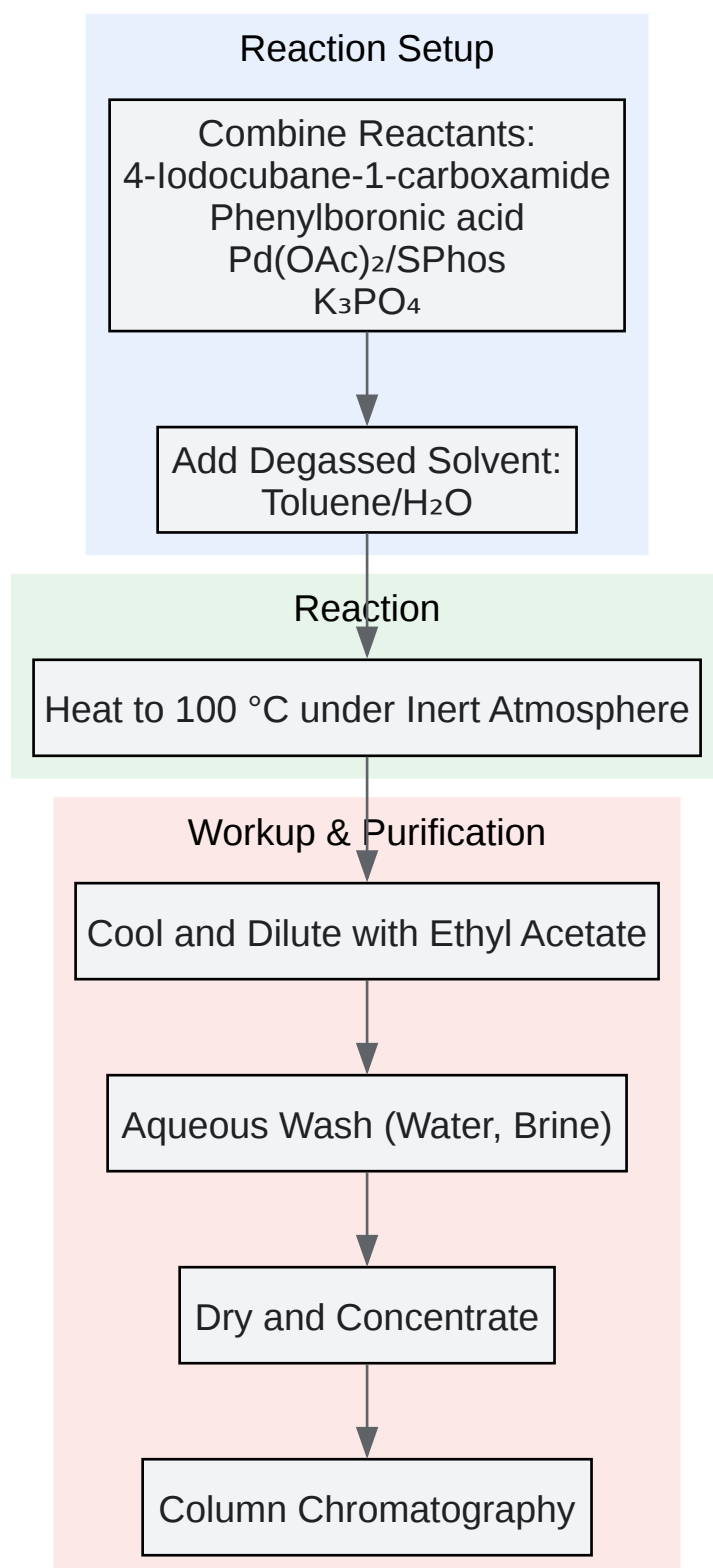 Reaction Setup
Combine Reactants:
4-Iodocubane-1-carboxamide
Phenylboronic acid
Pd(OAc)₂/SPhos
K₃PO₄
Add Degassed Solvent:
Toluene/H₂O
Reaction
Heat to 100 °C under Inert Atmosphere
Workup & Purification
Cool and Dilute with Ethyl Acetate
Aqueous Wash (Water, Brine)
Dry and Concentrate
Column Chromatography